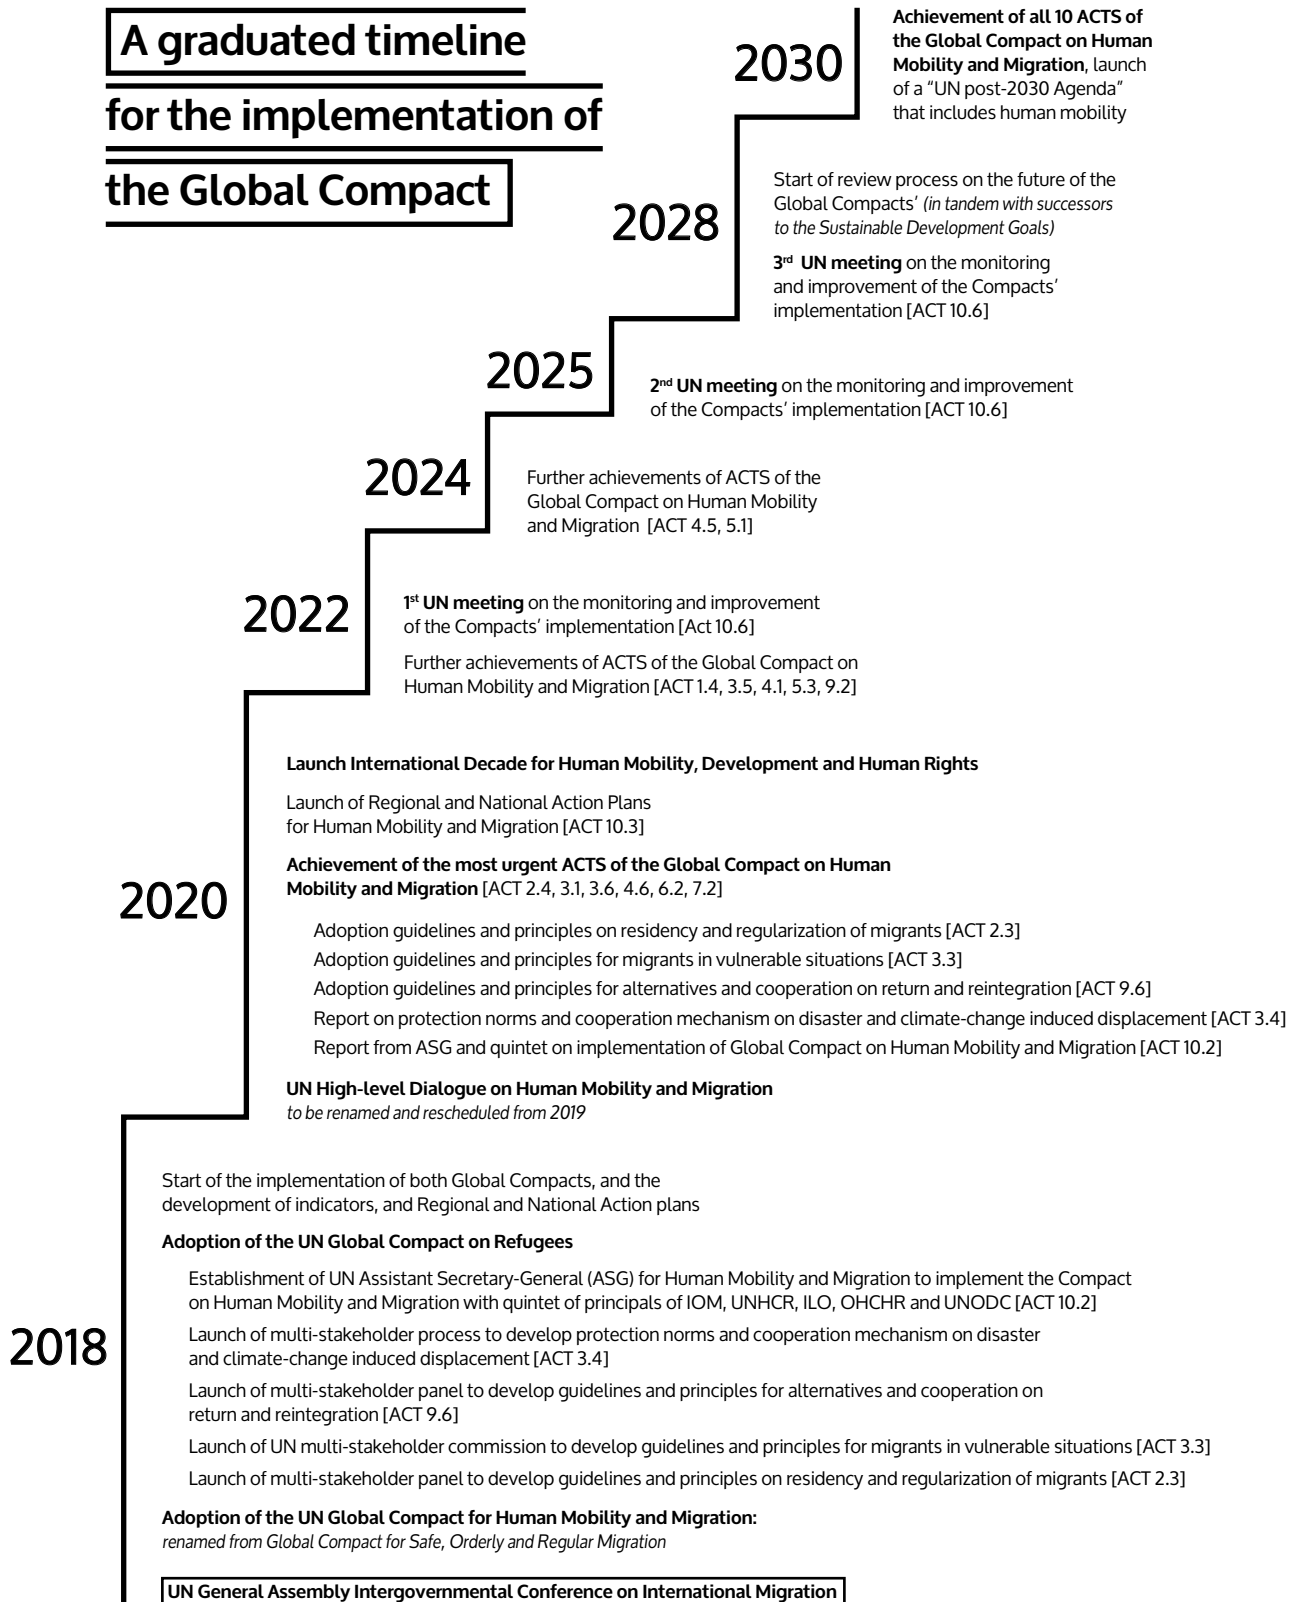 A graduated timeline
for the implementation of
the Global Compact
2030
Achievement of all 10 ACTS of
the Global Compact on Human
Mobility and Migration, launch
of a “UN post-2030 Agenda”
that includes human mobility
2028
Start of review process on the future of the
Global Compacts’ (in tandem with successors
to the Sustainable Development Goals)
3rd UN meeting on the monitoring
and improvement of the Compacts’
implementation [ACT 10.6]
2025
2nd UN meeting on the monitoring and improvement
of the Compacts’ implementation [ACT 10.6]
2024
Further achievements of ACTS of the
Global Compact on Human Mobility
and Migration [ACT 4.5, 5.1]
2022
1st UN meeting on the monitoring and improvement
of the Compacts’ implementation [Act 10.6]
Further achievements of ACTS of the Global Compact on
Human Mobility and Migration [ACT 1.4, 3.5, 4.1, 5.3, 9.2]
2020
Launch International Decade for Human Mobility, Development and Human Rights
Launch of Regional and National Action Plans
for Human Mobility and Migration [ACT 10.3]
Achievement of the most urgent ACTS of the Global Compact on Human
Mobility and Migration [ACT 2.4, 3.1, 3.6, 4.6, 6.2, 7.2]
Adoption guidelines and principles on residency and regularization of migrants [ACT 2.3]
Adoption guidelines and principles for migrants in vulnerable situations [ACT 3.3]
Adoption guidelines and principles for alternatives and cooperation on return and reintegration [ACT 9.6]
Report on protection norms and cooperation mechanism on disaster and climate-change induced displacement [ACT 3.4]
Report from ASG and quintet on implementation of Global Compact on Human Mobility and Migration [ACT 10.2]
UN High-level Dialogue on Human Mobility and Migration
to be renamed and rescheduled from 2019
2018
Start of the implementation of both Global Compacts, and the
development of indicators, and Regional and National Action plans
Adoption of the UN Global Compact on Refugees
Establishment of UN Assistant Secretary-General (ASG) for Human Mobility and Migration to implement the Compact
on Human Mobility and Migration with quintet of principals of IOM, UNHCR, ILO, OHCHR and UNODC [ACT 10.2]
Launch of multi-stakeholder process to develop protection norms and cooperation mechanism on disaster
and climate-change induced displacement [ACT 3.4]
Launch of multi-stakeholder panel to develop guidelines and principles for alternatives and cooperation on
return and reintegration [ACT 9.6]
Launch of UN multi-stakeholder commission to develop guidelines and principles for migrants in vulnerable situations [ACT 3.3]
Launch of multi-stakeholder panel to develop guidelines and principles on residency and regularization of migrants [ACT 2.3]
Adoption of the UN Global Compact for Human Mobility and Migration:
renamed from Global Compact for Safe, Orderly and Regular Migration
UN General Assembly Intergovernmental Conference on International Migration